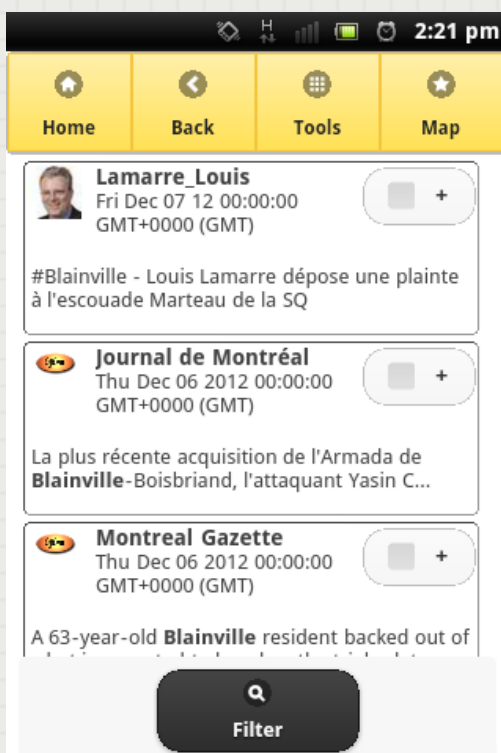 H
2:21 pm
Home Back Tools Map
Lamarre_Louis
Fri Dec 07 12 00:00:00
GMT+0000 (GMT)
+
#Blainville - Louis Lamarre dépose une plainte
à l'escouade Marteau de la SQ
Journal de Montréal
Thu Dec 06 2012 00:00:00
GMT+0000 (GMT)
+
La plus récente acquisition de l'Armada de
Blainville-Boisbriand, l'attaquant Yasin C...
Montreal Gazette
Thu Dec 06 2012 00:00:00
GMT+0000 (GMT)
+
A 63-year-old Blainville resident backed out of
Filter